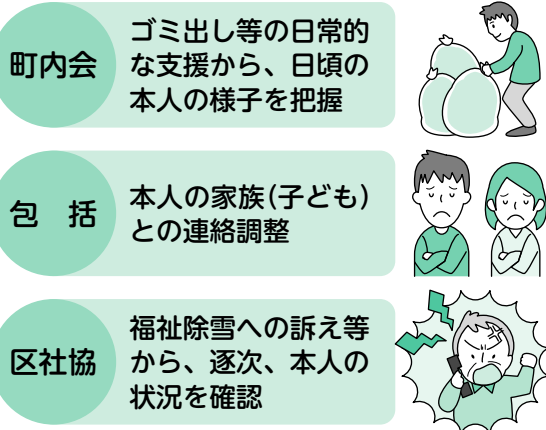 町内会
ゴミ出し等の日常的
な支援から、日頃の
本人の様子を把握
包　括
本人の家族(子ども)
との連絡調整
区社協
福祉除雪への訴え等
から、逐次、本人の
状況を確認